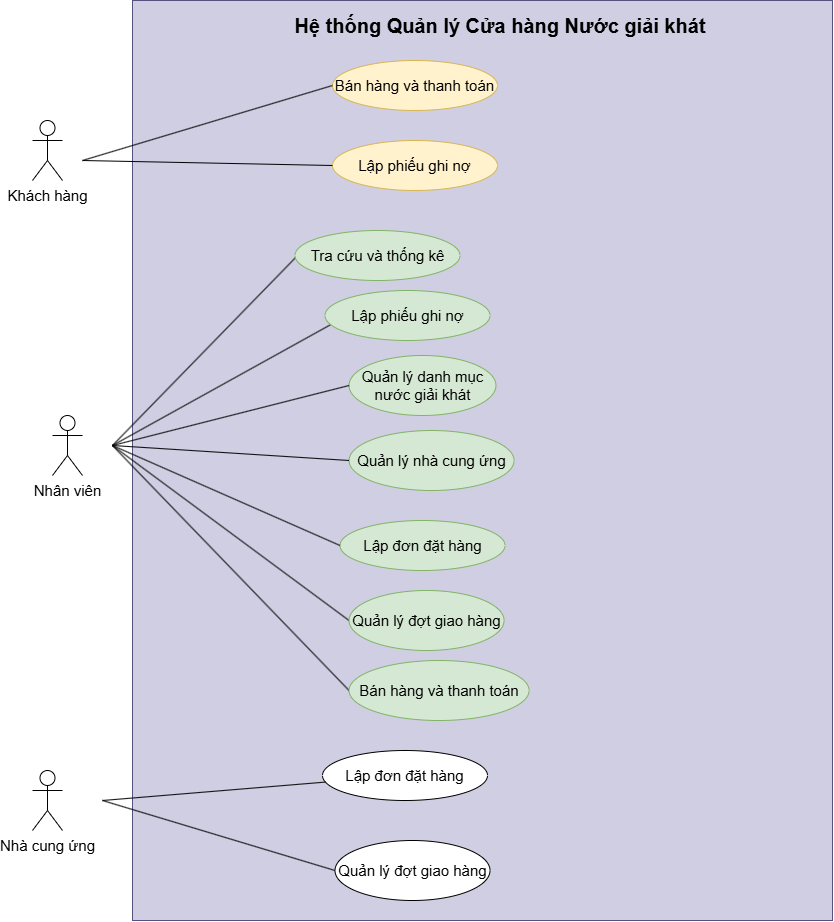 Hệ thống Quản lý Cửa hàng Nước giải khát
Bán hàng và thanh toán
Lập phiếu ghi nợ
Khách hàng
Tra cứu và thống kê
Lập phiếu ghi nợ
Quản lý danh mục
nước giải khát
Quản lý nhà cung ứng
Nhân viên
Lập đơn đặt hàng
Quản lý đợt giao hàng
Bán hàng và thanh toán
Lập đơn đặt hàng
Nhà cung ứng
Quản lý đợt giao hàng